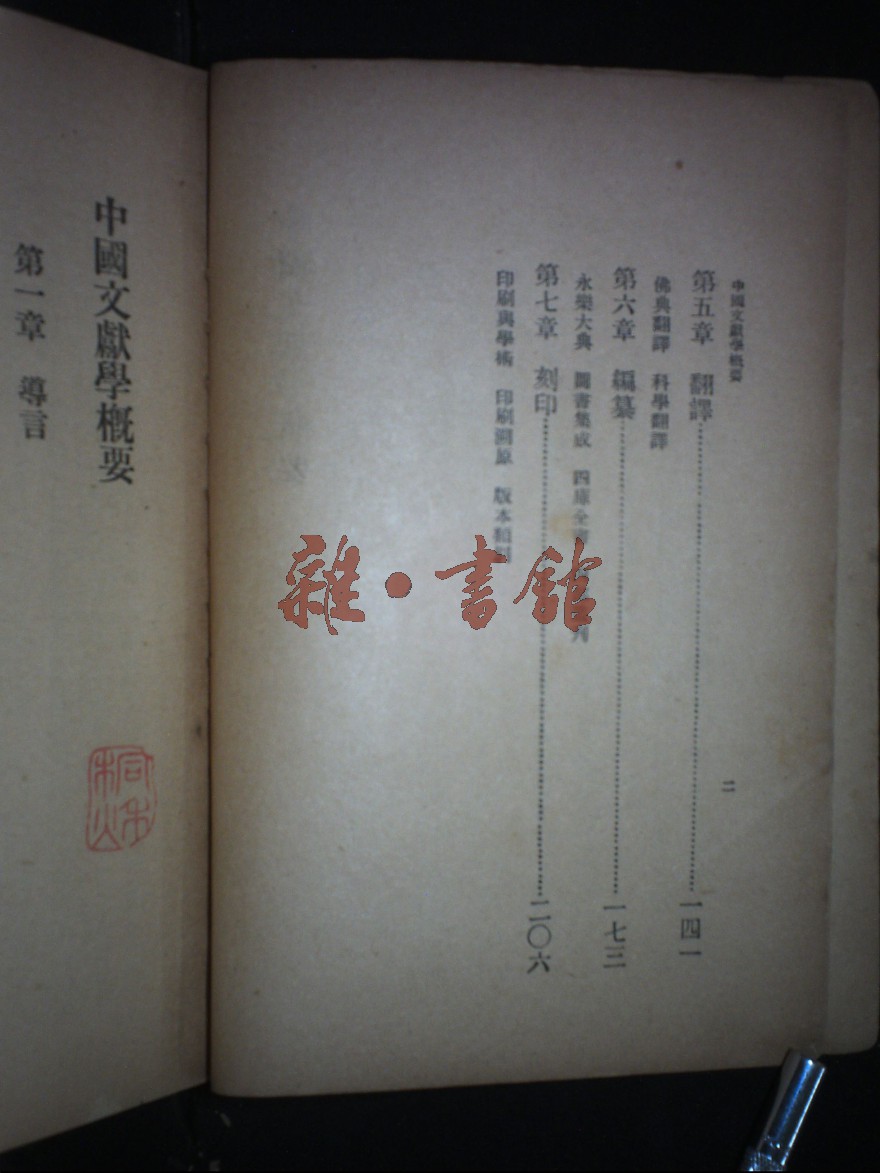 中國文獻學概要
二
第五章 翻譯……一四一
佛典翻譯 科學翻譯
第六章 編纂……一七三
永樂大典 圖書集成 四庫全書
第七章 刻印……二〇六
印刷與學術 印刷溯原 版本
中國文獻學概要
第一章 導言
雜·書館